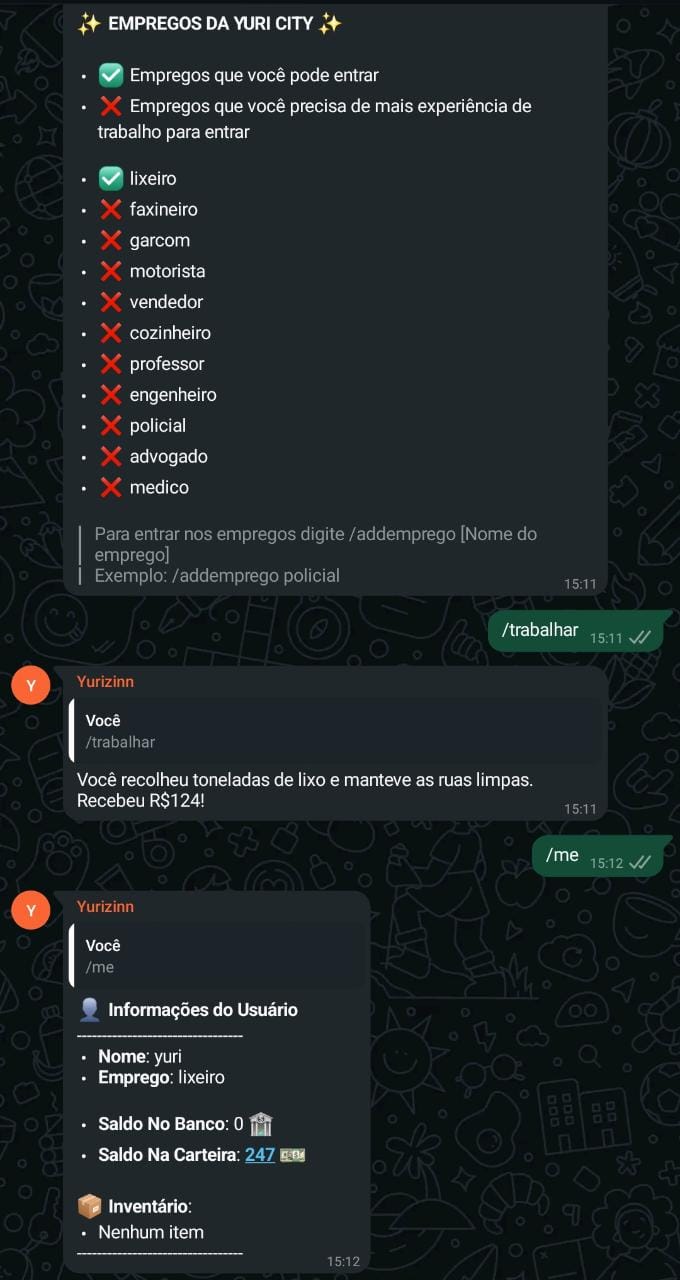 ✨ EMPREGOS DA YURI CITY ✨
• ✅ Empregos que você pode entrar
• ❌ Empregos que você precisa de mais experiência de
trabalho para entrar
• ✅ lixeiro
• ❌ faxineiro
• ❌ garcom
• ❌ motorista
• ❌ vendedor
• ❌ cozinheiro
• ❌ professor
• ❌ engenheiro
• ❌ policial
• ❌ advogado
• ❌ medico
Para entrar nos empregos digite /addemprego [Nome do
emprego]
Exemplo: /addemprego policial
15:11
/trabalhar 15:11
Y
Yurizinn
Você
/trabalhar
Você recolheu toneladas de lixo e manteve as ruas limpas.
Recebeu R$124!
15:11
/me 15:12
Y
Yurizinn
Você
/me
👤 Informações do Usuário
---------------------------------
• Nome: yuri
• Emprego: lixeiro
• Saldo No Banco: 0 🏦
• Saldo Na Carteira: 247 💵
📦 Inventário:
• Nenhum item
---------------------------------
15:12